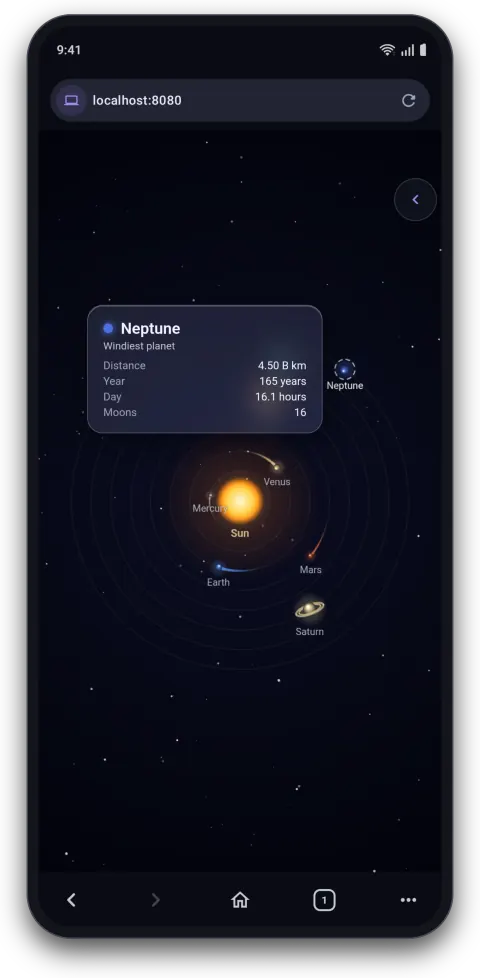 9:41
localhost:8080
Neptune
Windiest planet
Distance 4.50 B km
Year 165 years
Day 16.1 hours
Moons 16
Neptune
Venus
Mercury
Sun
Mars
Earth
Saturn
1